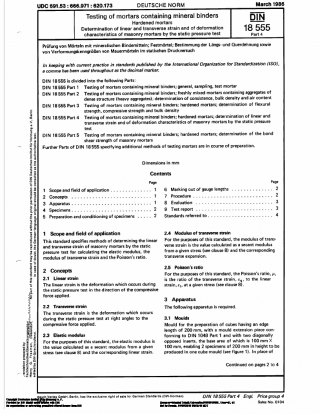 UDC 691.53 : 666.971 : 620.173
DEUTSCHE NORM
March 1986
Testing of mortars containing mineral binders
Hardened mortars
Determination of linear and transverse strain and of deformation
characteristics of masonry mortars by the static pressure test
DIN
18 555
Part 4
Prüfung von Mörteln mit mineralischen Bindemitteln; Festmörtel; Bestimmung der Längs- und Querdehnung sowie
von Verformungskenngrößen von Mauermörteln im statischen Druckversuch
In keeping with current practice in standards published by the International Organization for Standardization (ISO),
a comma has been used throughout as the decimal marker.
DIN 18 555 is divided into the following Parts:
DIN 18 555 Part 1 Testing of mortars containing mineral binders; general, sampling, test mortar
DIN 18 555 Part 2 Testing of mortars containing mineral binders; freshly mixed mortars containing aggregates of
dense structure (heavy aggregates); determination of consistence, bulk density and air content
DIN 18 555 Part 3 Testing of mortars containing mineral binders; hardened mortars; determination of flexural
strength, compressive strength and bulk density
DIN 18 555 Part 4 Testing of mortars containing mineral binders; hardened mortars; determination of linear and
transverse strain and of deformation characteristics of masonry mortars by the static pressure
test
DIN 18 555 Part 5 Testing of mortars containing mineral binders; hardened mortars; determination of the bond
shear strength of masonry mortars
Further Parts of DIN 18 555 specifying additional methods of testing mortars are in course of preparation.
Dimensions in mm
Contents
Page
1 Scope and field of application 1
2 Concepts 1
3 Apparatus 1
4 Specimens 2
5 Preparation and conditioning of specimens 2
Page
6 Marking out of gauge lengths 2
7 Procedure 2
8 Evaluation 3
9 Test report 3
Standards referred to 4
1 Scope and field of application
This standard specifies methods of determining the linear
and transverse strain of masonry mortars by the static
pressure test for calculating their elastic modulus, the
modulus of transverse strain and the Poisson's ratio.
2 Concepts
2.1 Linear strain
The linear strain is the deformation which occurs during
the static pressure test in the direction of the compressive
force applied.
2.2 Transverse strain
The transverse strain is the deformation which occurs
during the static pressure test at right angles to the
compressive force applied.
2.3 Elastic modulus
For the purposes of this standard, the elastic modulus is
the value calculated as a secant modulus from a given
stress (see clause 8) and the corresponding linear strain.
2.4 Modulus of transverse strain
For the purposes of this standard, the modulus of trans-
verse strain is the value calculated as a secant modulus
from a given stress (see clause 8) and the corresponding
transverse expansion.
2.5 Poisson's ratio
For the purposes of this standard, the Poisson's ratio, μ,
is the ratio of the transverse strain, to the linear
strain, at a given stress (see clause 8).
3 Apparatus
The following apparatus is required.
3.1 Moulds
Mould for the preparation of cubes having an edge
length of 200 mm, with a mould extension piece con-
forming to DIN 1048 Part 1 and with two diagonally
opposed inserts, the base area of which is 100 mm ×
100 mm, enabling 2 specimens of 200 mm in height to be
produced in one cube mould (see figure 1). In place of
Continued on pages 2 to 4
DIN 18 555 Part 4 Engl. Price group 4